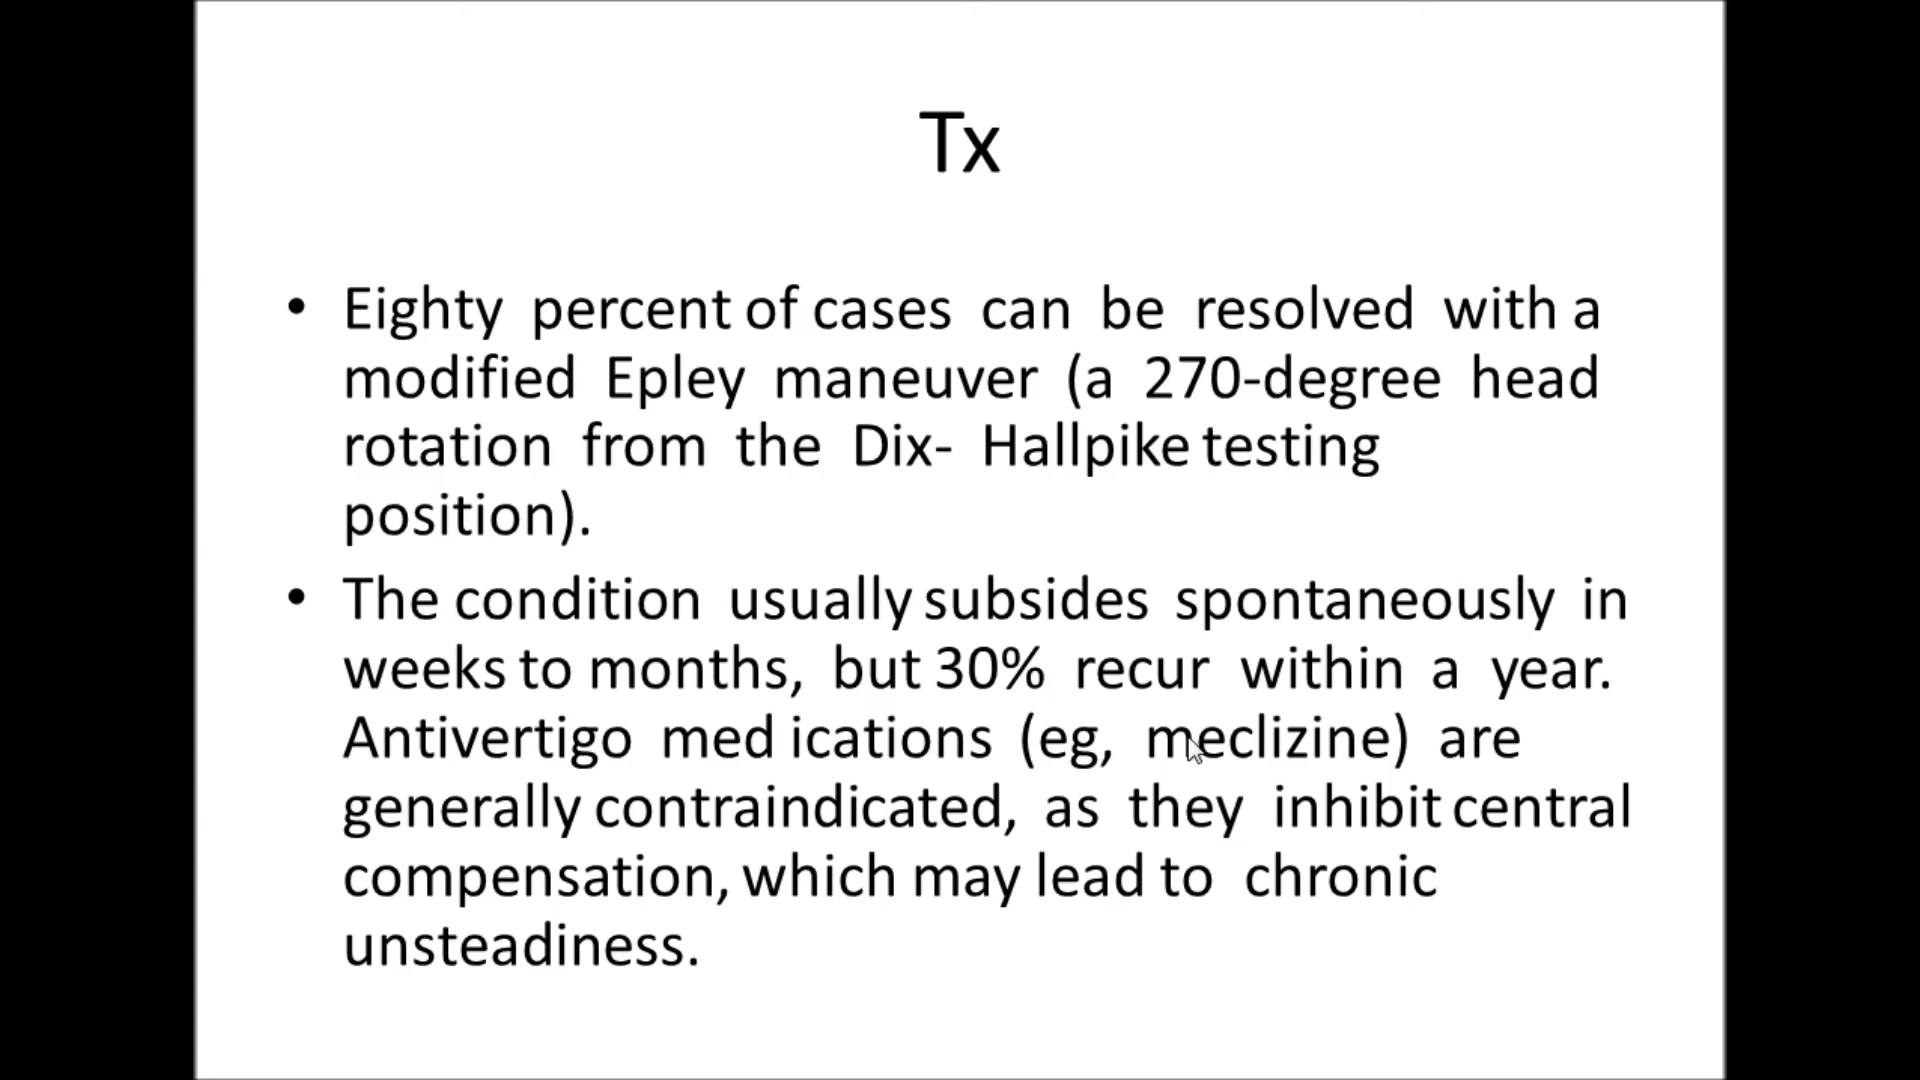 Tx
• Eighty percent of cases can be resolved with a
modified Epley maneuver (a 270-degree head
rotation from the Dix- Hallpike testing
position).
• The condition usually subsides spontaneously in
weeks to months, but 30% recur within a year.
Antivertigo med ications (eg, meclizine) are
generally contraindicated, as they inhibit central
compensation, which may lead to chronic
unsteadiness.